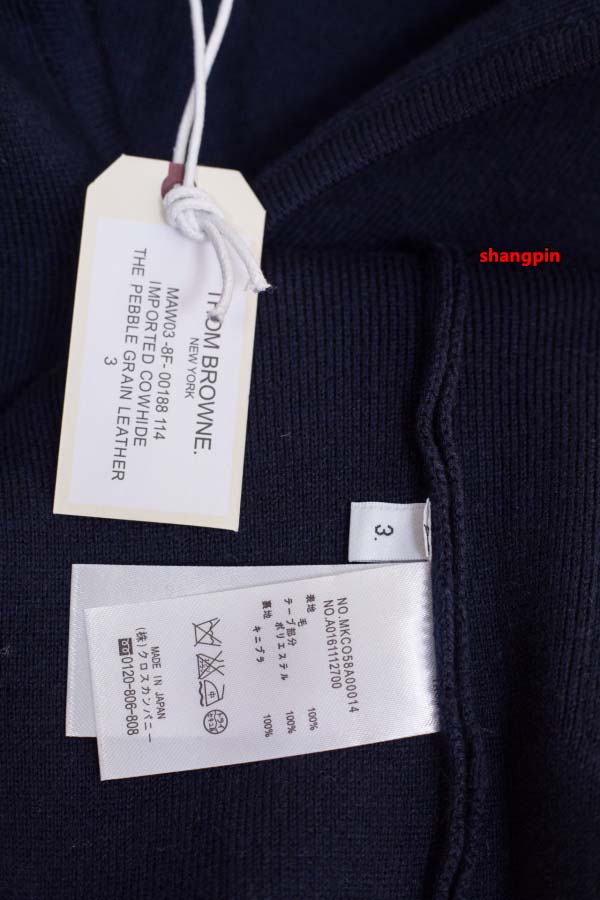 shangpin
THOM BROWNE.
NEW YORK
MAW03 -8F- 00188 114
IMPORTED COWHIDE
THE PEBBLE GRAIN LEATHER
3
3.
NO.MKCO58A00014
NO.A0161112700
表地 毛 100%
テープ部分 ポリエステル 100%
裏地 キュプラ 100%
中
MADE IN JAPAN
(株)クロスカンパニー
0120-806-808